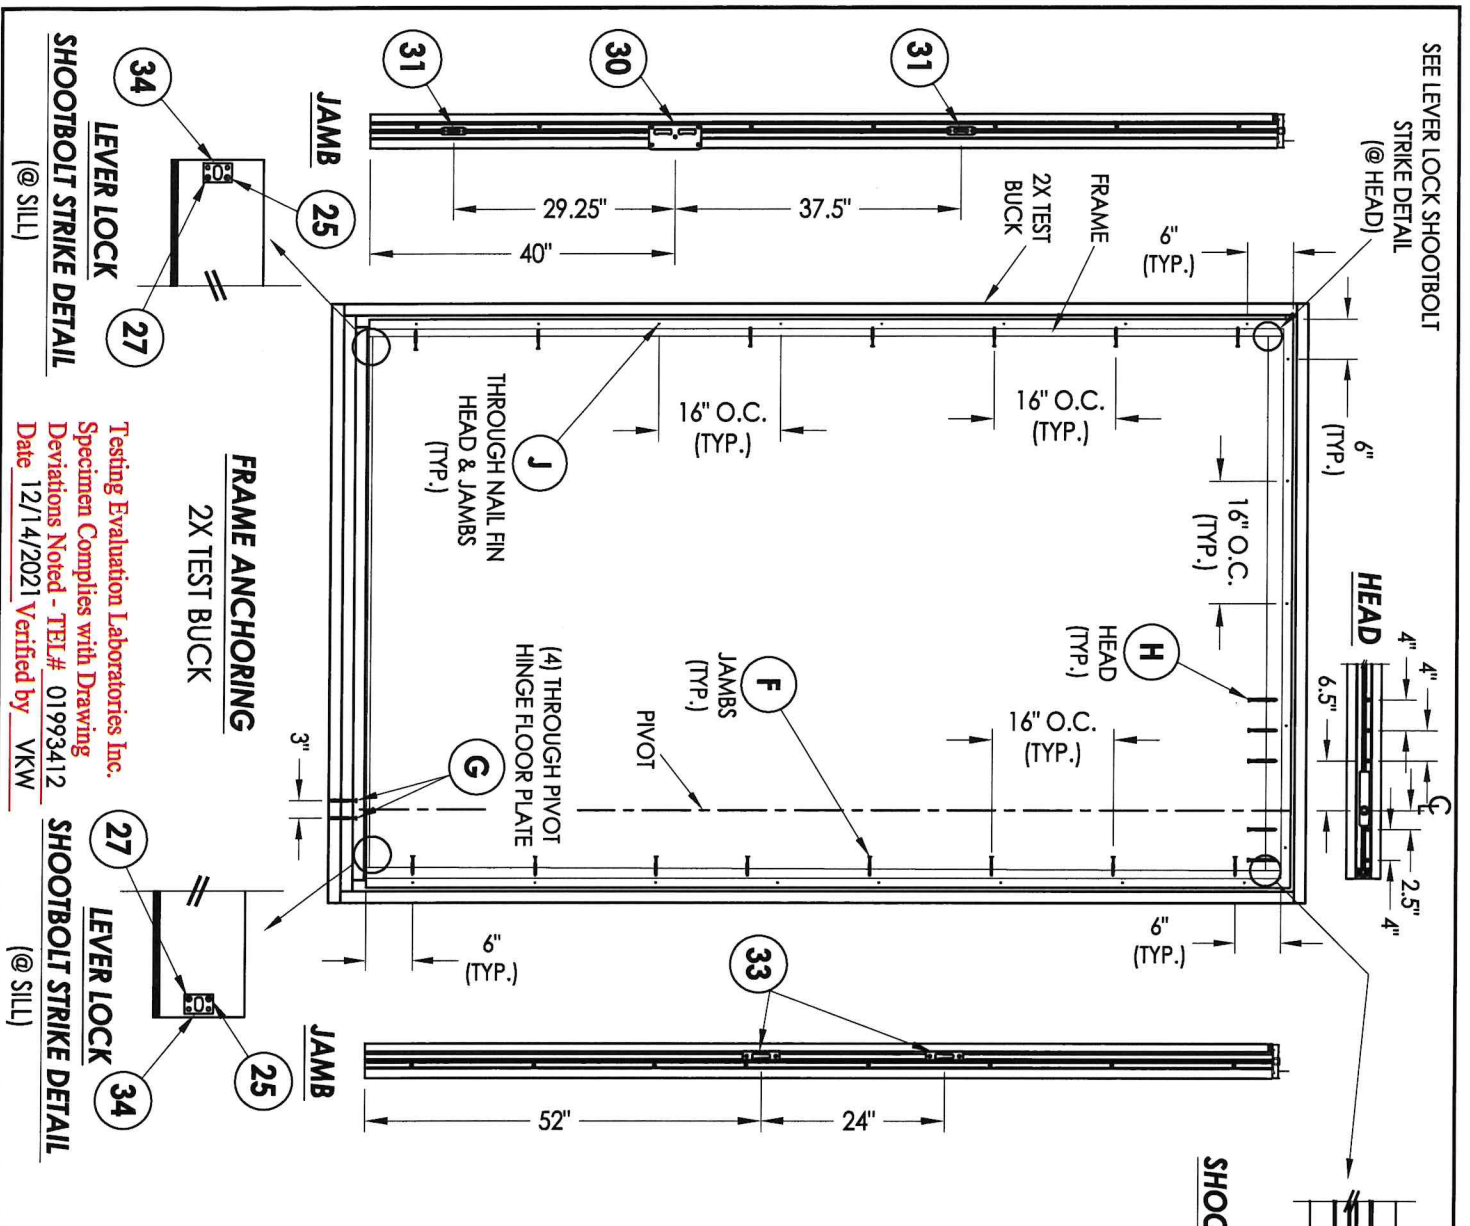 SEE LEVER LOCK SHOOTBOLT
STRIKE DETAIL
(@ HEAD)
31
30
31
JAMB
29.25"
37.5"
40"
FRAME
2X TEST
BUCK
6"
(TYP.)
6"
(TYP.)
34
25
27
LEVER LOCK
SHOOTBOLT STRIKE DETAIL
(@ SILL)
HEAD
4"
4"
6.5"
CL
2.5"
4"
16" O.C.
(TYP.)
16" O.C.
(TYP.)
16" O.C.
(TYP.)
J
THROUGH NAIL FIN
HEAD & JAMBS
(TYP.)
H
HEAD
(TYP.)
F
JAMBS
(TYP.)
16" O.C.
(TYP.)
PIVOT
(4) THROUGH PIVOT
HINGE FLOOR PLATE
G
3"
6"
(TYP.)
6"
(TYP.)
FRAME ANCHORING
2X TEST BUCK
Testing Evaluation Laboratories Inc.
Specimen Complies with Drawing
Deviations Noted - TEL# 01993412
Date 12/14/2021 Verified by VKW
33
JAMB
52"
24"
27
25
34
LEVER LOCK
SHOOTBOLT STRIKE DETAIL
(@ SILL)